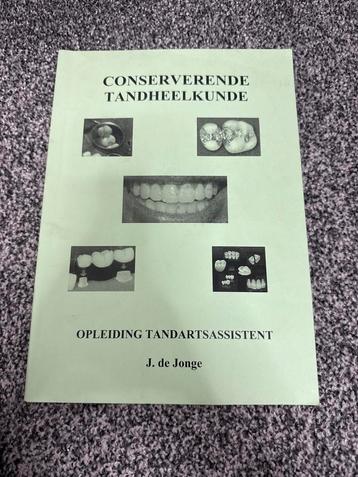 CONSERVERENDE
TANDHEELKUNDE
OPLEIDING TANDARTSASSISTENT
J. de Jonge